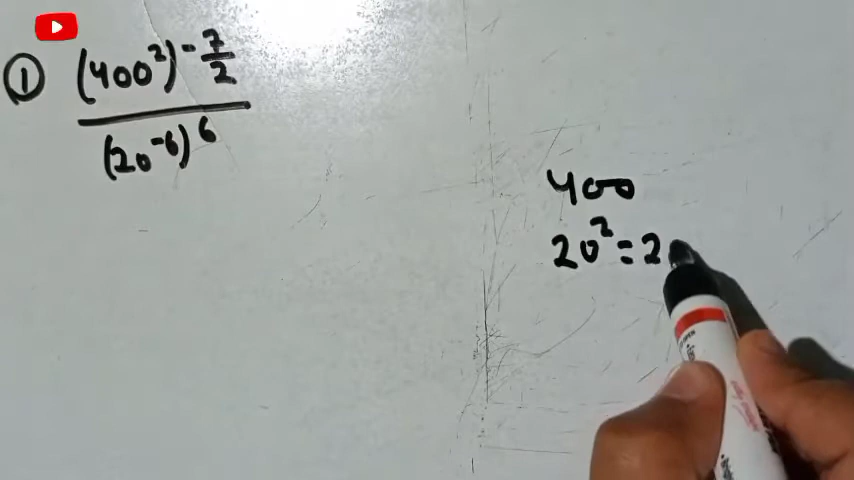 ① (400²)^-7/2
(20^-6)^6
400
20² = 2